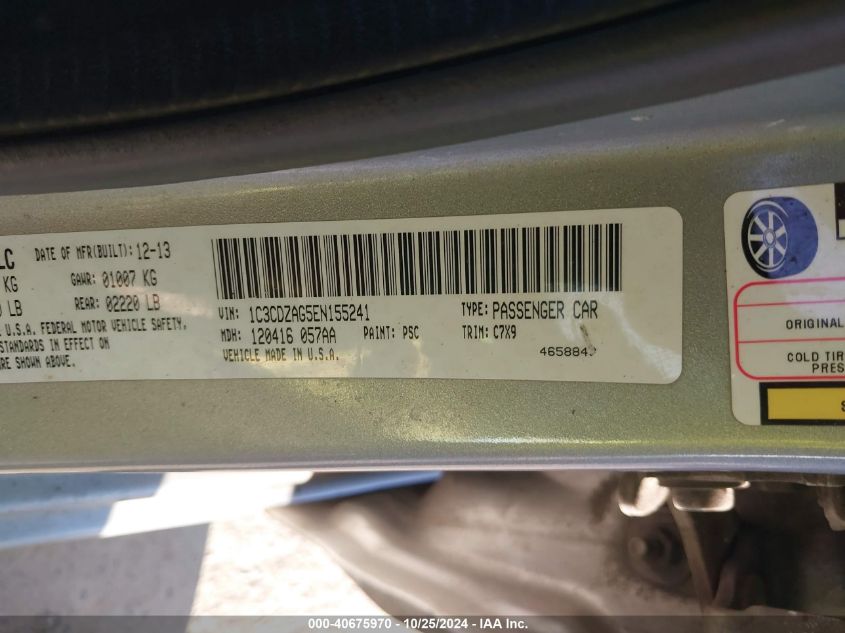 LC DATE OF MFR(BUILT): 12-13
KG GAWR: 01007 KG
LB REAR: 02220 LB
U.S.A. FEDERAL MOTOR VEHICLE SAFETY,
STANDARDS IN EFFECT ON
RE SHOWN ABOVE.
VIN: 1C3CDZAG5EN155241 TYPE: PASSENGER CAR
MDH: 120416 057AA PAINT: PSC TRIM: C7X9
VEHICLE MADE IN U.S.A.
ORIGINAL
COLD TIR
PRES
000-40675970 - 10/25/2024 - IAA Inc.